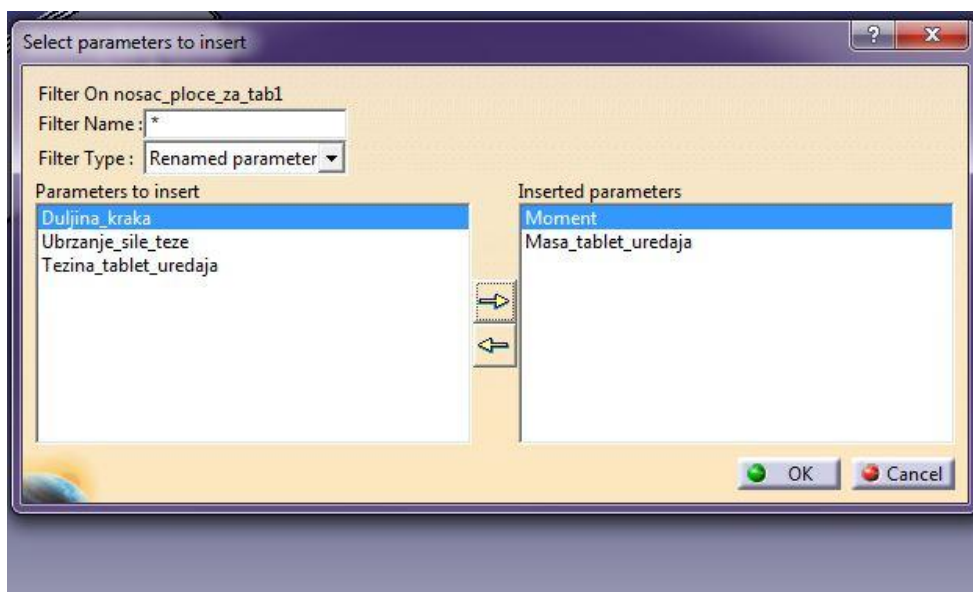 Select parameters to insert
?
X
Filter On nosac_ploce_za_tab1
Filter Name : *
Filter Type : Renamed parameter
Parameters to insert
Duljina_kraka
Ubrzanje_sile_teze
Tezina_tablet_uredaja
Inserted parameters
Moment
Masa_tablet_uredaja
OK
Cancel